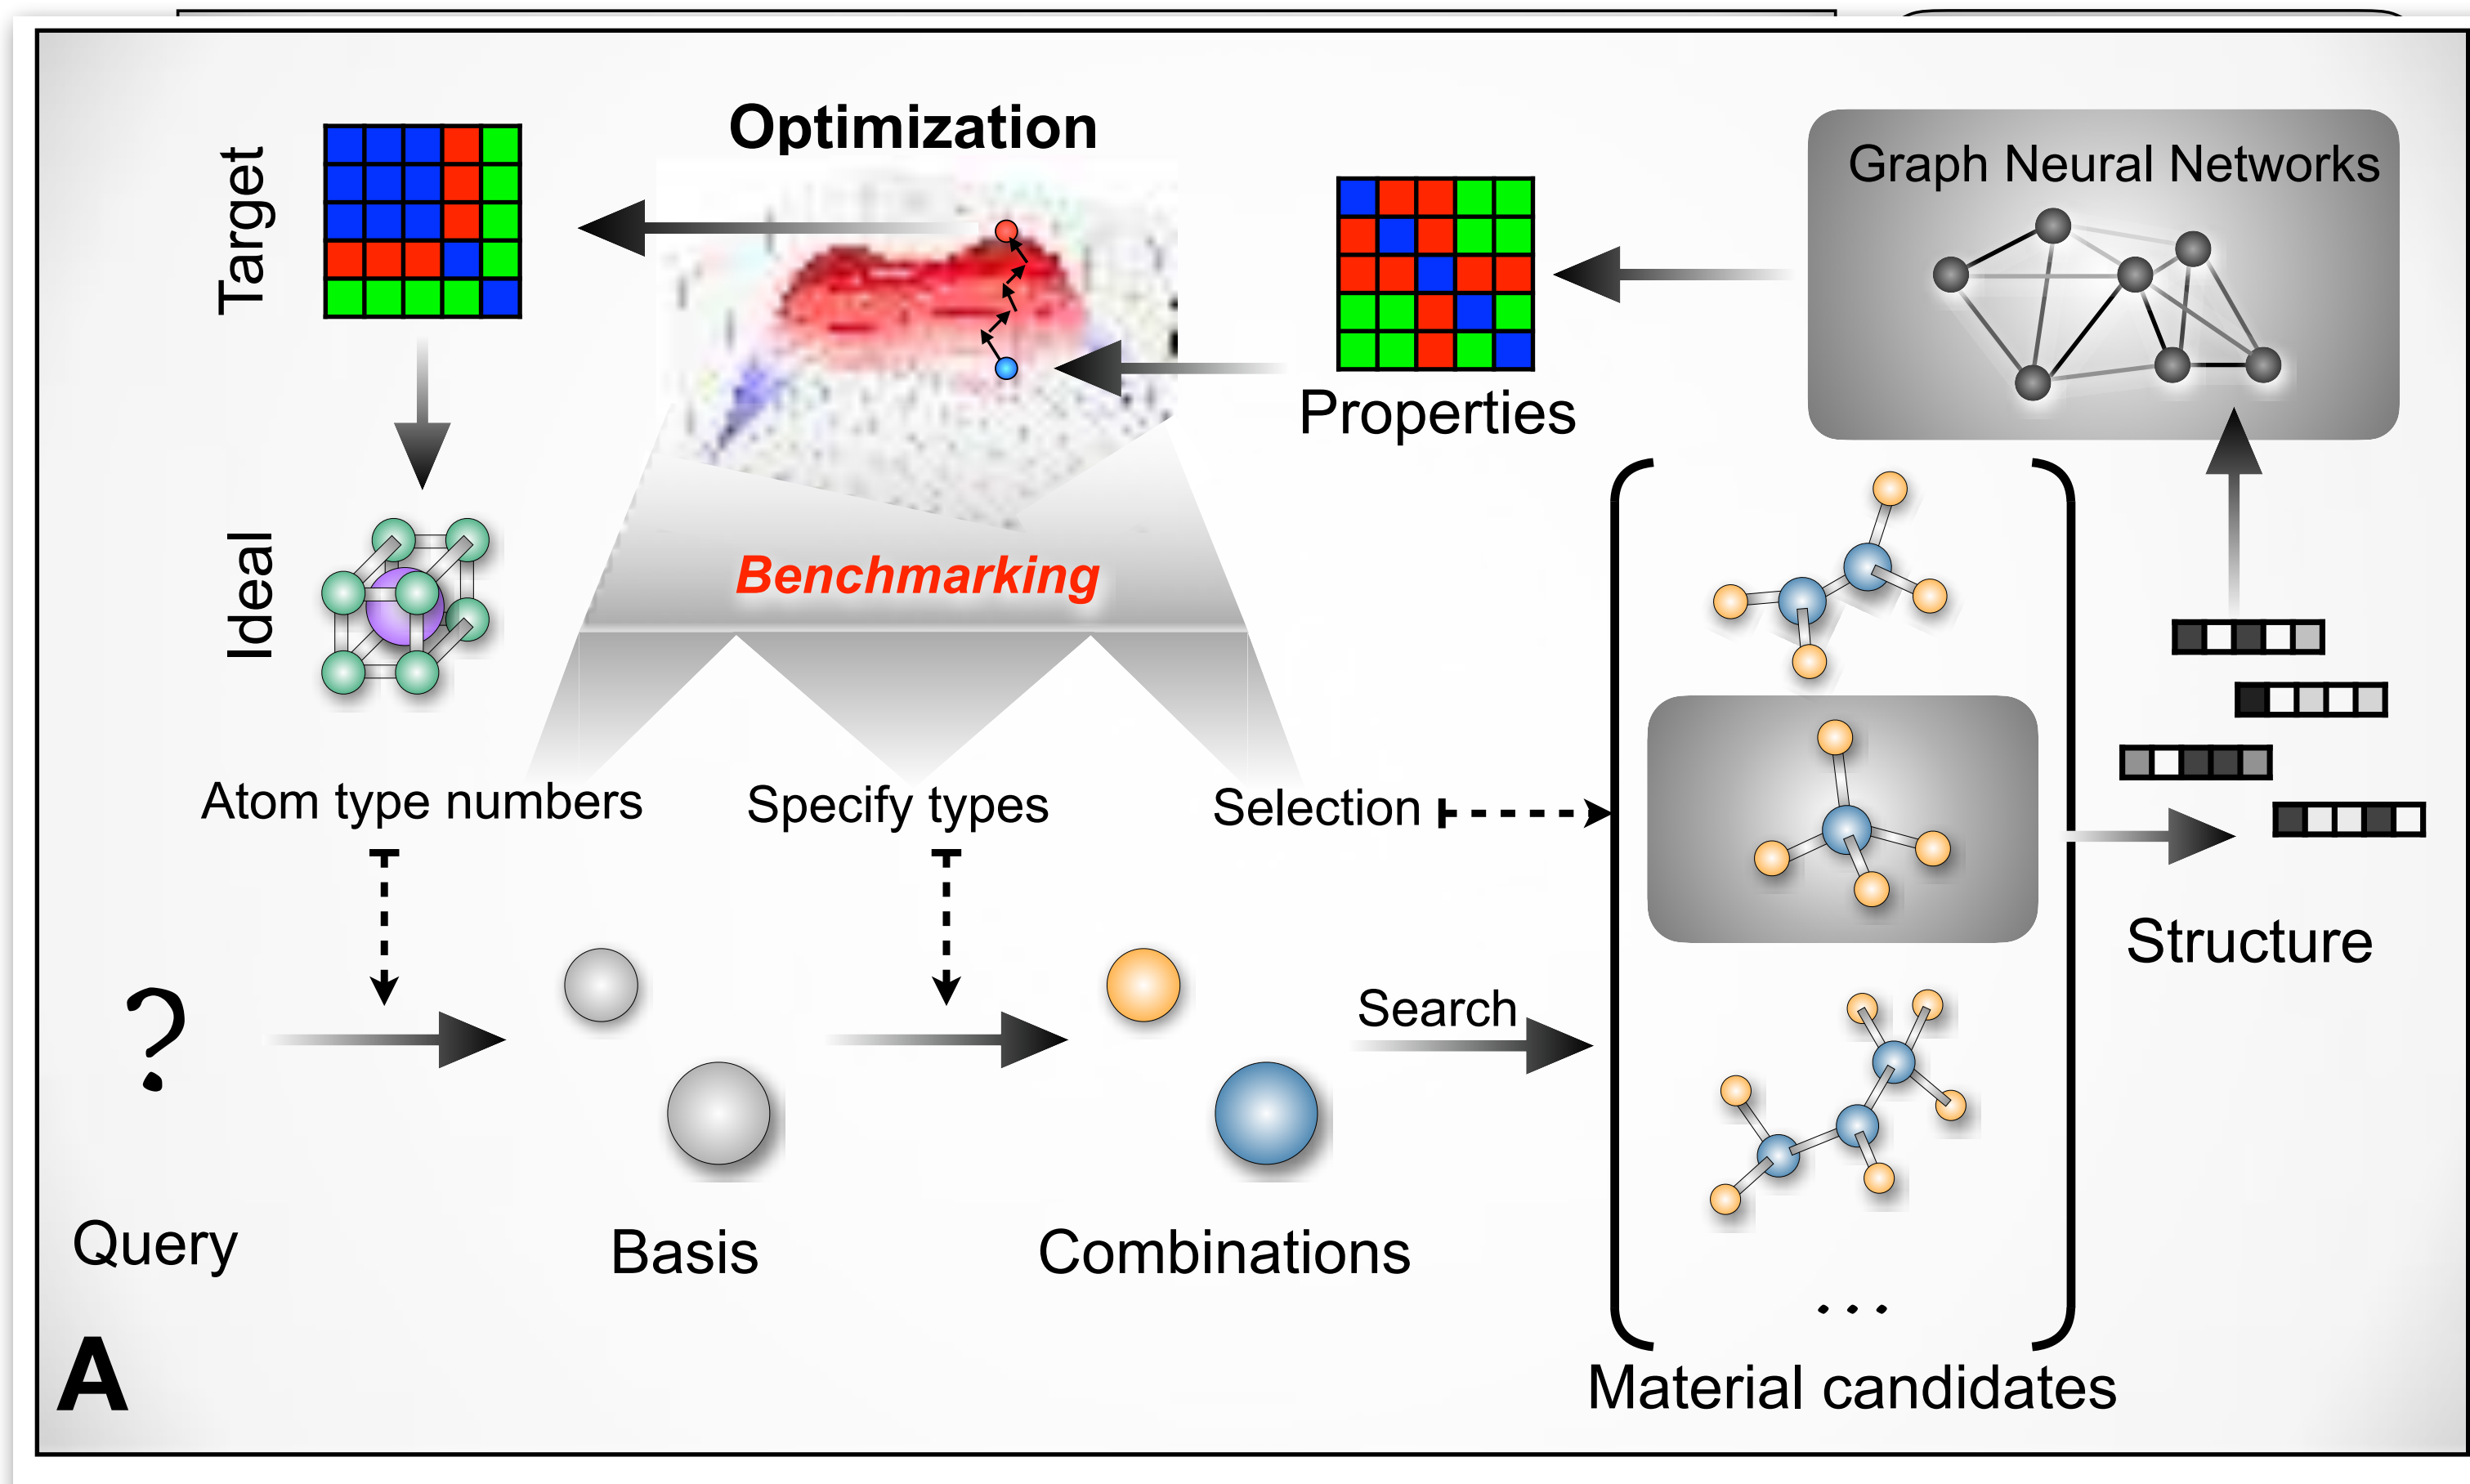 Optimization
Target
Graph Neural Networks
Properties
Ideal
Benchmarking
Atom type numbers
Specify types
Selection
Structure
?
Search
Query
Basis
Combinations
...
Material candidates
A